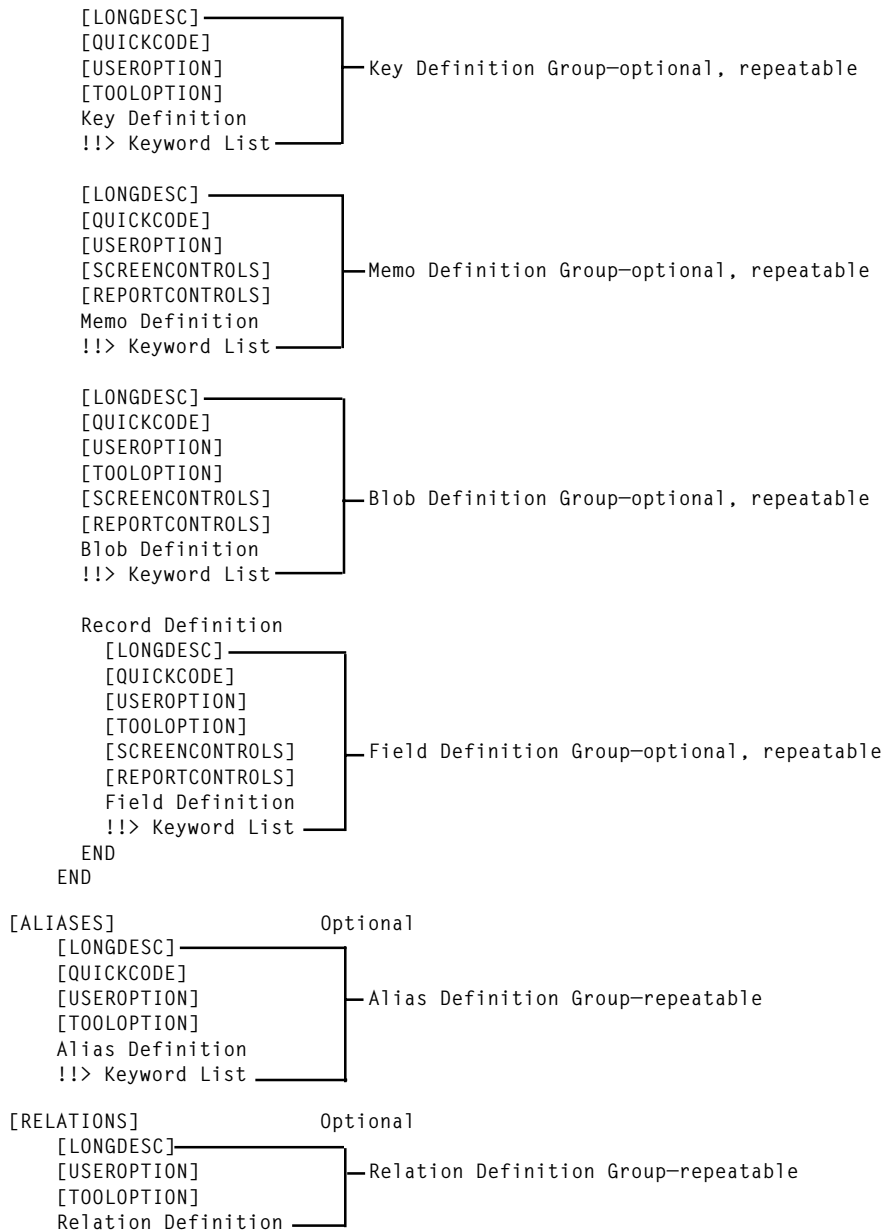 [LONGDESC]
[QUICKCODE]
[USEROPTION] Key Definition Group—optional, repeatable
[TOOLOPTION]
Key Definition
!!> Keyword List
[LONGDESC]
[QUICKCODE]
[USEROPTION]
[SCREENCONTROLS] Memo Definition Group—optional, repeatable
[REPORTCONTROLS]
Memo Definition
!!> Keyword List
[LONGDESC]
[QUICKCODE]
[USEROPTION]
[TOOLOPTION]
[SCREENCONTROLS] Blob Definition Group—optional, repeatable
[REPORTCONTROLS]
Blob Definition
!!> Keyword List
Record Definition
[LONGDESC]
[QUICKCODE]
[USEROPTION]
[TOOLOPTION]
[SCREENCONTROLS] Field Definition Group—optional, repeatable
[REPORTCONTROLS]
Field Definition
!!> Keyword List
END
END
[ALIASES] Optional
[LONGDESC]
[QUICKCODE]
[USEROPTION] Alias Definition Group—repeatable
[TOOLOPTION]
Alias Definition
!!> Keyword List
[RELATIONS] Optional
[LONGDESC]
[USEROPTION] Relation Definition Group—repeatable
[TOOLOPTION]
Relation Definition